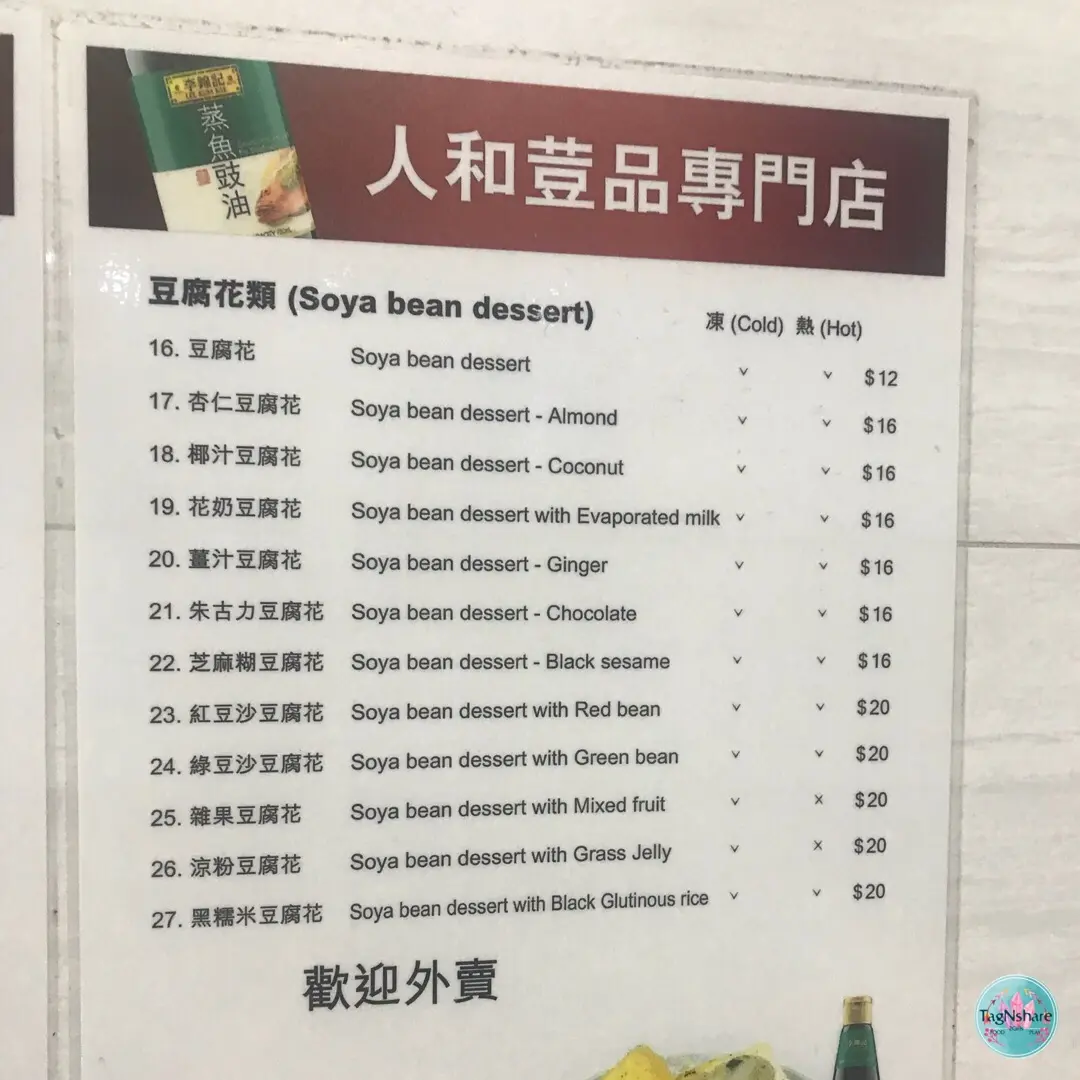 李錦記
LEE KUM KEE
蒸魚豉油
人和荳品專門店
豆腐花類 (Soya bean dessert) 凍 (Cold) 熱 (Hot)
16. 豆腐花 Soya bean dessert ˅ ˅ $12
17. 杏仁豆腐花 Soya bean dessert - Almond ˅ ˅ $16
18. 椰汁豆腐花 Soya bean dessert - Coconut ˅ ˅ $16
19. 花奶豆腐花 Soya bean dessert with Evaporated milk ˅ ˅ $16
20. 薑汁豆腐花 Soya bean dessert - Ginger ˅ ˅ $16
21. 朱古力豆腐花 Soya bean dessert - Chocolate ˅ ˅ $16
22. 芝麻糊豆腐花 Soya bean dessert - Black sesame ˅ ˅ $16
23. 紅豆沙豆腐花 Soya bean dessert with Red bean ˅ ˅ $20
24. 綠豆沙豆腐花 Soya bean dessert with Green bean ˅ ˅ $20
25. 雜果豆腐花 Soya bean dessert with Mixed fruit ˅ x $20
26. 涼粉豆腐花 Soya bean dessert with Grass Jelly ˅ x $20
27. 黑糯米豆腐花 Soya bean dessert with Black Glutinous rice ˅ ˅ $20
歡迎外賣
TagNshare